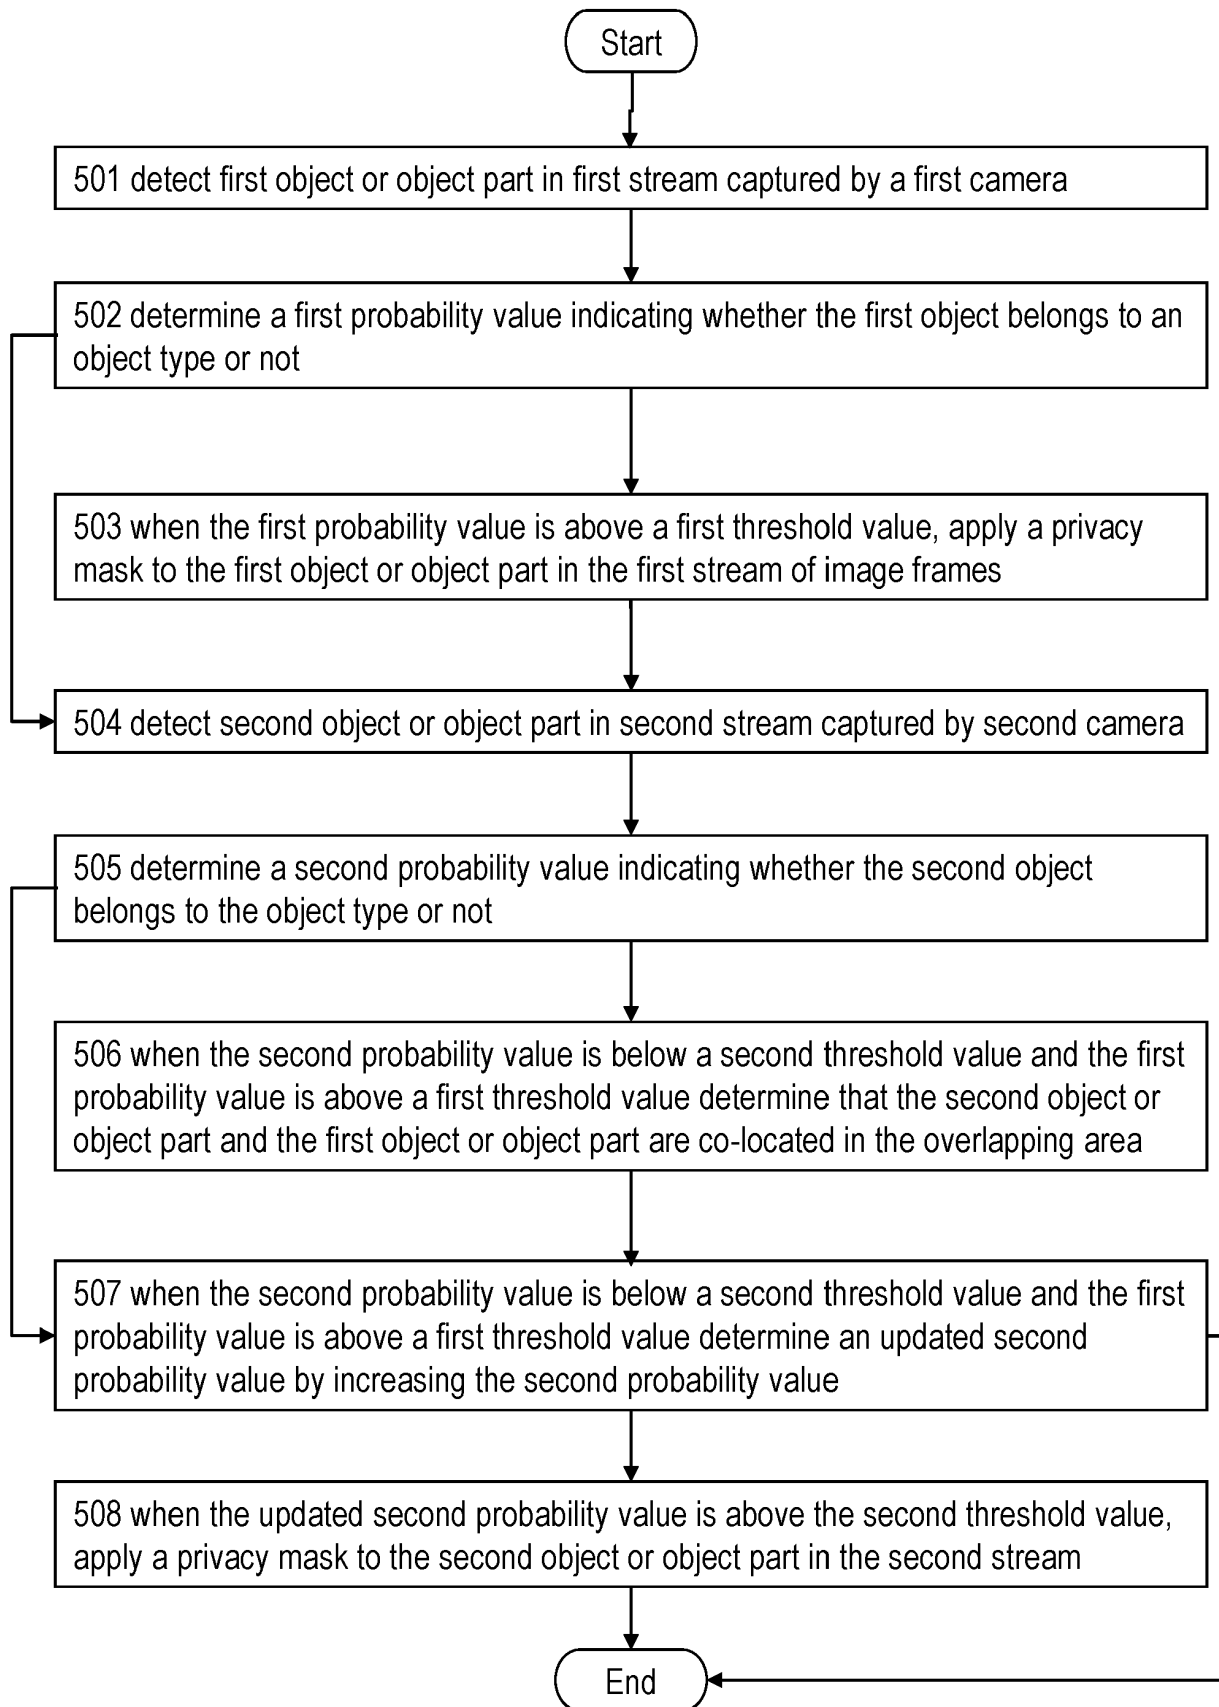 Start
501 detect first object or object part in first stream captured by a first camera
502 determine a first probability value indicating whether the first object belongs to an
object type or not
503 when the first probability value is above a first threshold value, apply a privacy
mask to the first object or object part in the first stream of image frames
504 detect second object or object part in second stream captured by second camera
505 determine a second probability value indicating whether the second object
belongs to the object type or not
506 when the second probability value is below a second threshold value and the first
probability value is above a first threshold value determine that the second object or
object part and the first object or object part are co-located in the overlapping area
507 when the second probability value is below a second threshold value and the first
probability value is above a first threshold value determine an updated second
probability value by increasing the second probability value
508 when the updated second probability value is above the second threshold value,
apply a privacy mask to the second object or object part in the second stream
End